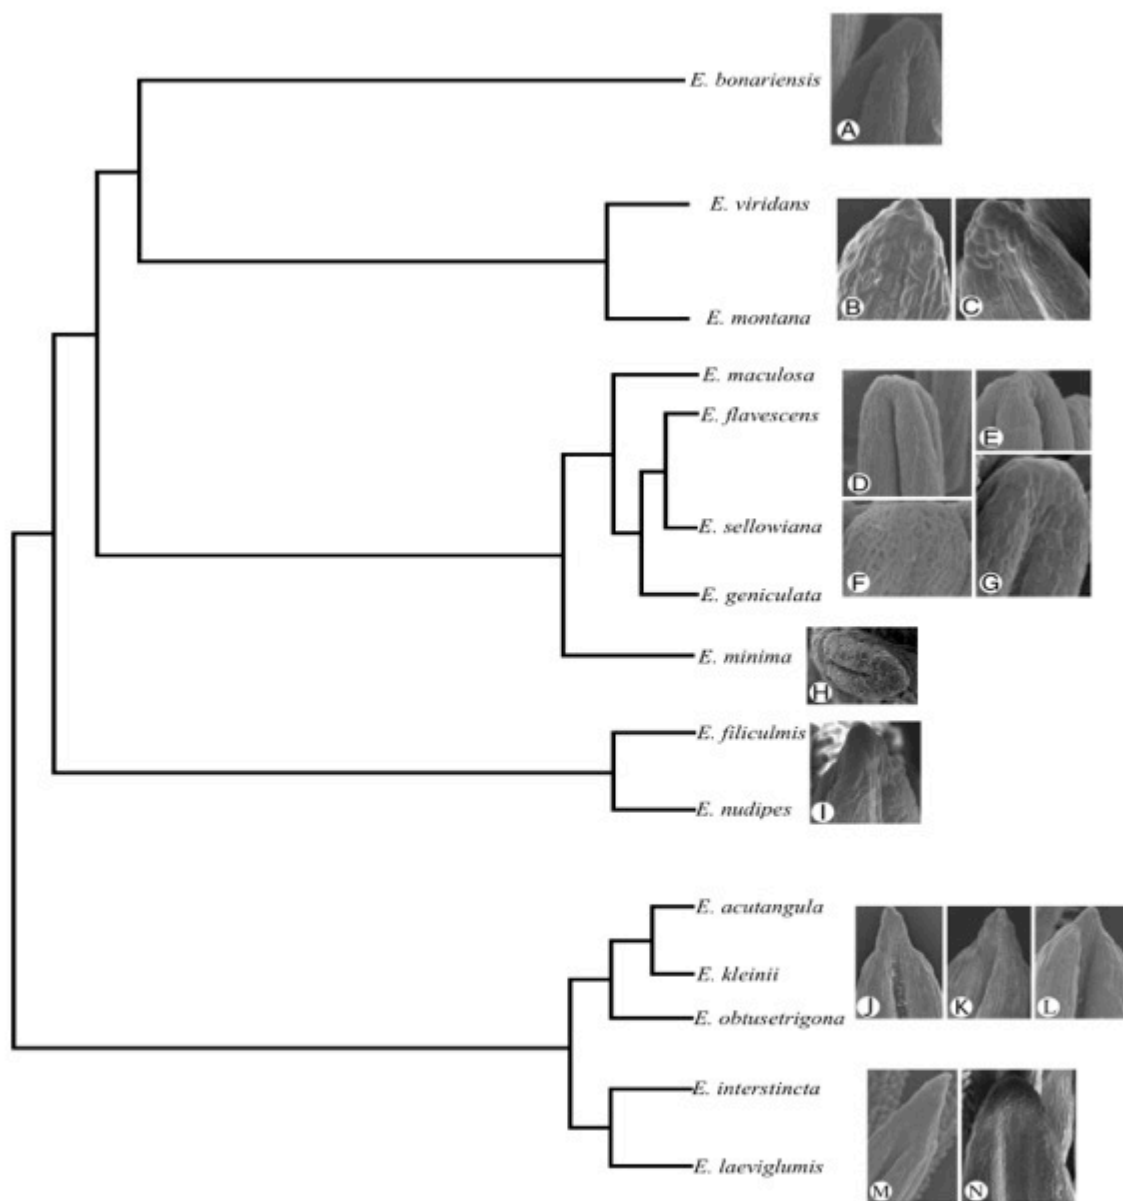 E. bonariensis
A
E. viridans
B
C
E. montana
E. maculosa
E. flavescens
D
E
E. sellowiana
F
G
E. geniculata
E. minima
H
E. filiculmis
E. nudipes
I
E. acutangula
E. kleinii
J
K
L
E. obtusetrigona
E. interstincta
E. laeviglumis
M
N